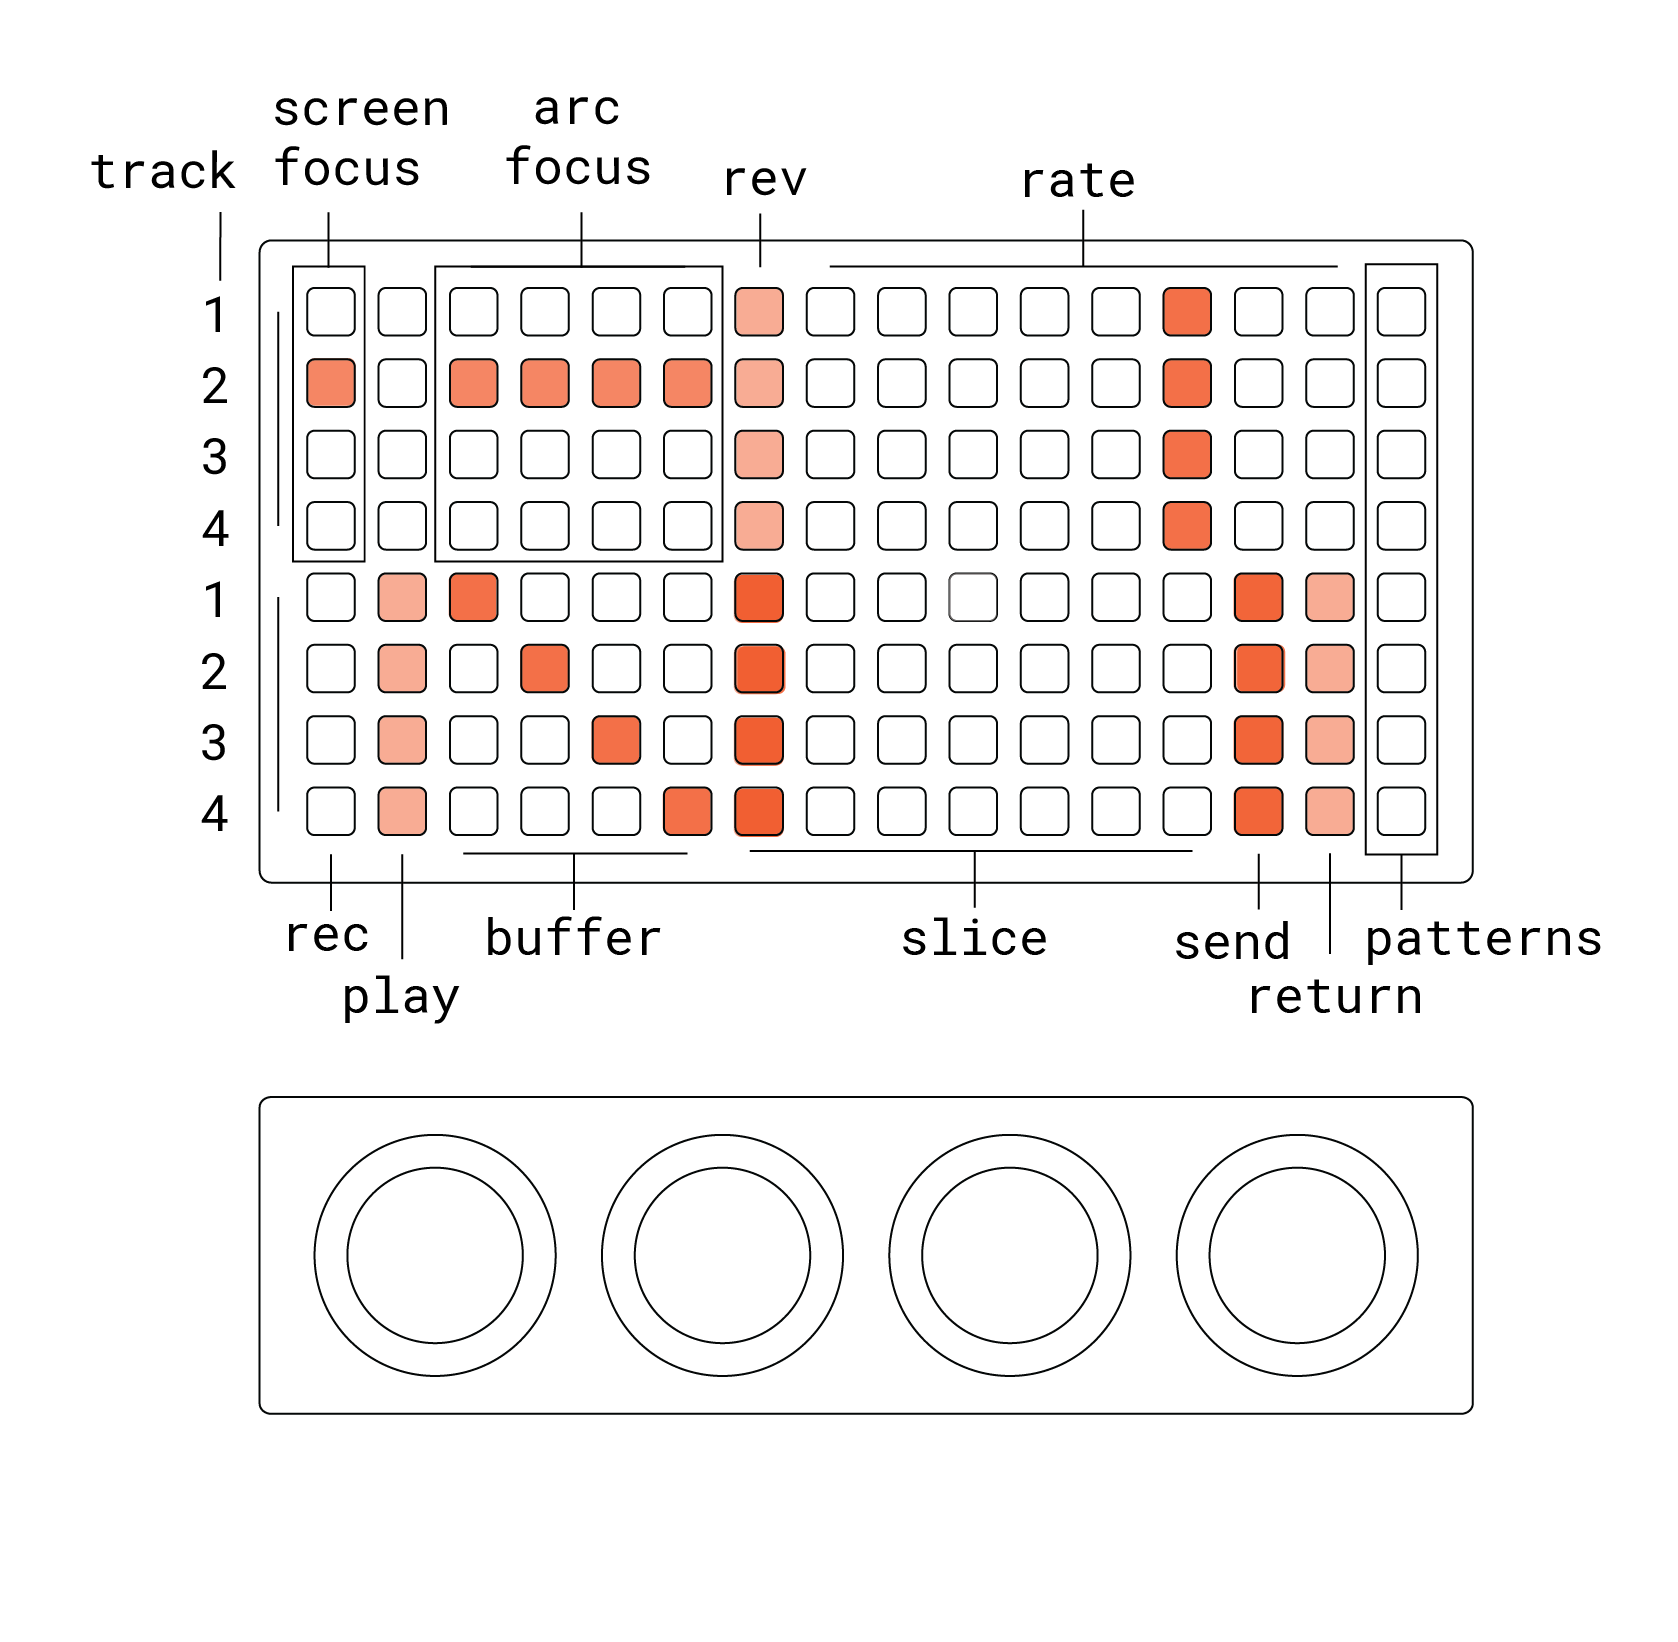 screen
focus
arc
focus
track
rev
rate
1
2
3
4
1
2
3
4
rec
play
buffer
slice
send
return
patterns